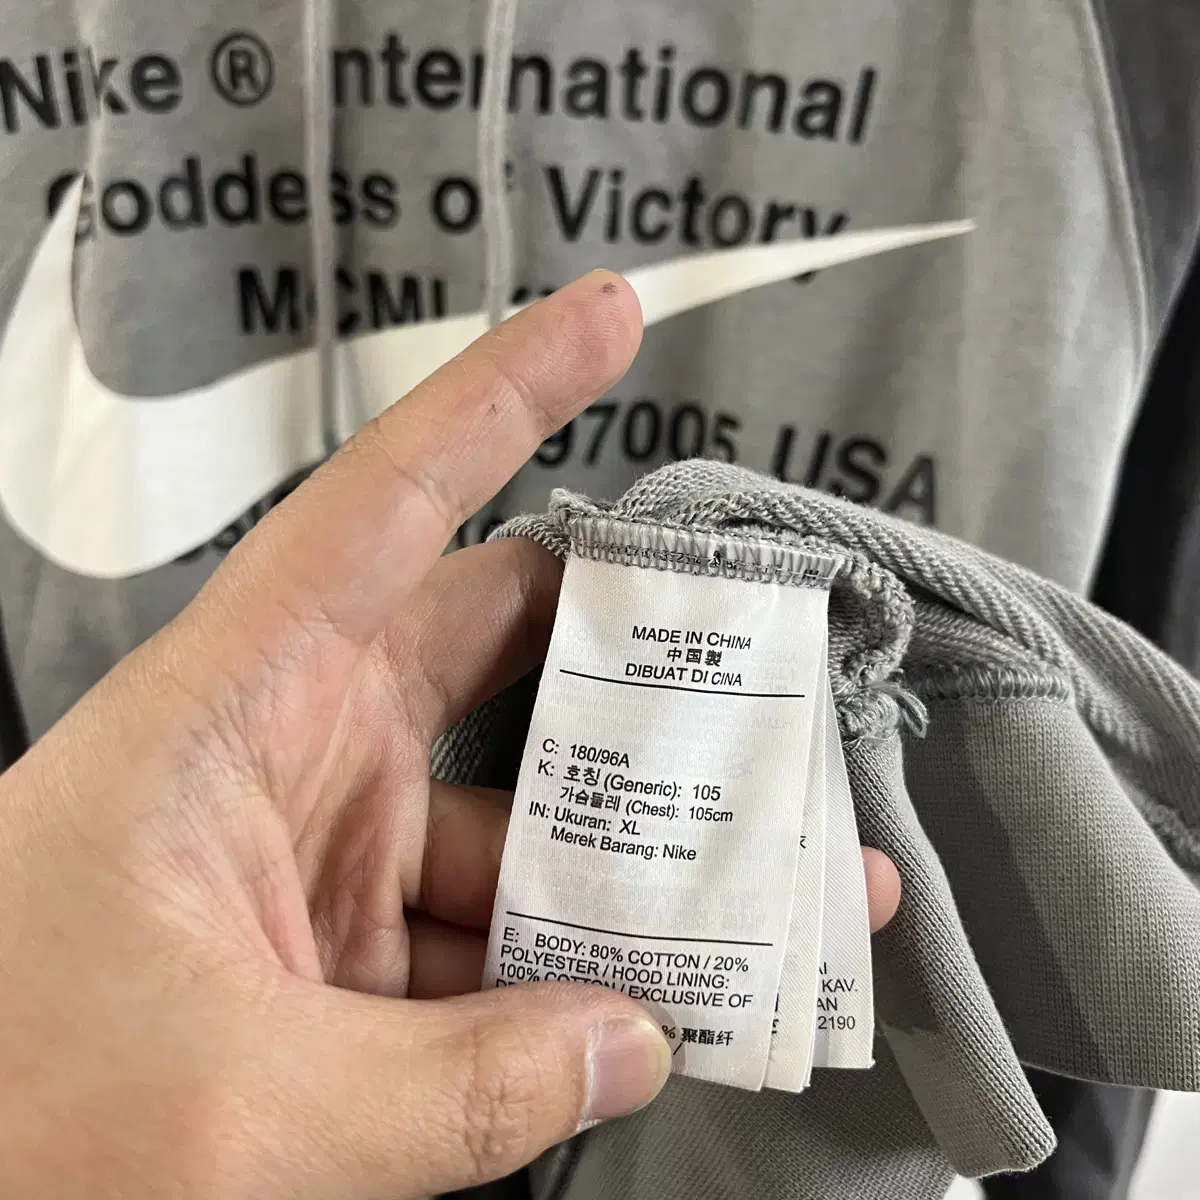 Nike ® International
Goddess of Victory
97005 USA
MADE IN CHINA
中国製
DIBUAT DI CINA
C: 180/96A
K: 호칭 (Generic): 105
가슴둘레 (Chest): 105cm
IN: Ukuran: XL
Merek Barang: Nike
E: BODY: 80% COTTON / 20%
POLYESTER / HOOD LINING:
100% COTTON / EXCLUSIVE OF
% 聚酯纤
KAV.
2190